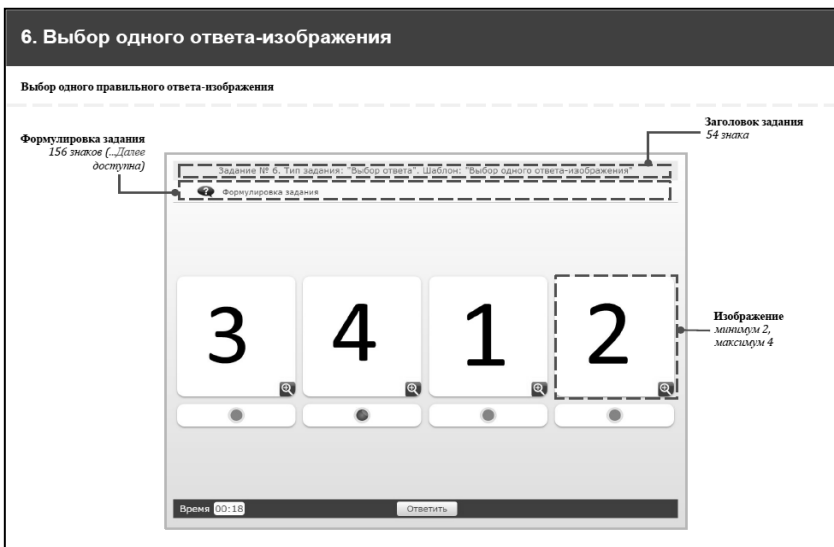 6. Выбор одного ответа-изображения
Выбор одного правильного ответа-изображения
Заголовок задания
54 знака
Формулировка задания
156 знаков (...Далее
доступна)
Задание № 6. Тип задания: "Выбор ответа". Шаблон: "Выбор одного ответа-изображения"
? Формулировка задания
3 4 1 2
Изображение
минимум 2,
максимум 4
Время 00:18 Ответить